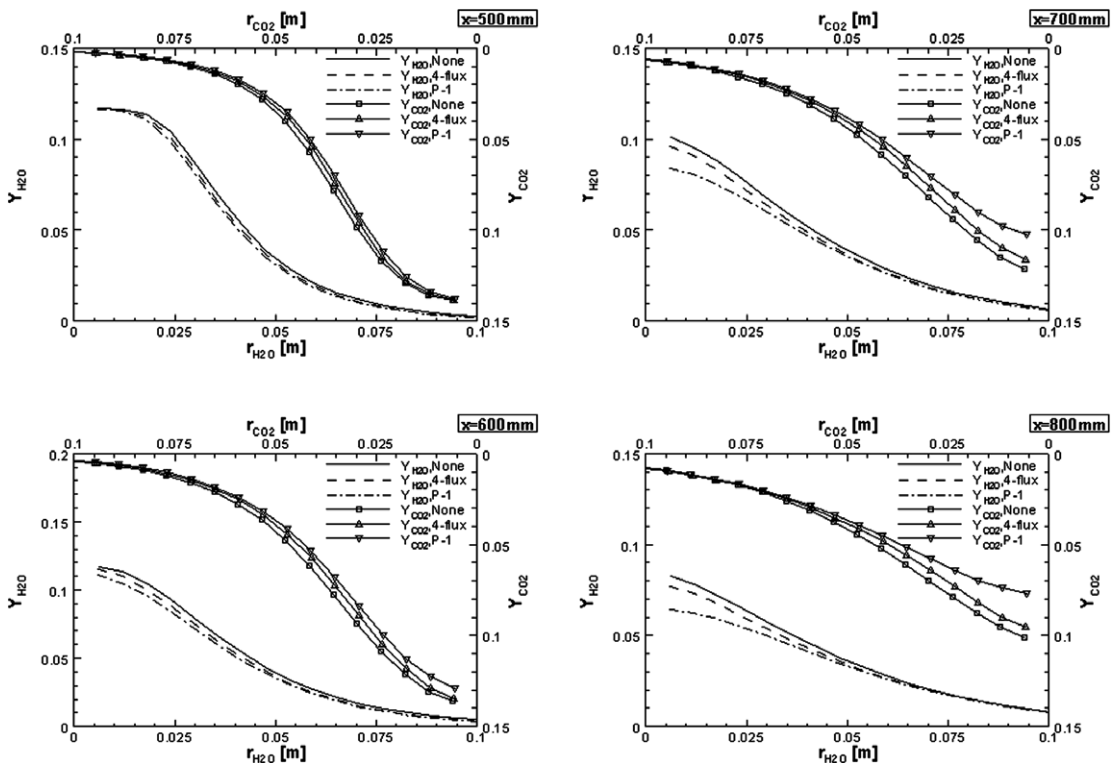 r_CO2 [m] x=500mm
0.1 0.075 0.05 0.025 0
0.15 0
Y_H2O,None
Y_H2O,4-flux
Y_H2O,P-1
Y_CO2,None
Y_CO2,4-flux
Y_CO2,P-1
0.1 0.05
Y_H2O Y_CO2
0.05 0.1
0 0.15
0 0.025 0.05 0.075 0.1
r_H2O [m]
r_CO2 [m] x=700mm
0.1 0.075 0.05 0.025 0
0.15 0
Y_H2O,None
Y_H2O,4-flux
Y_H2O,P-1
Y_CO2,None
Y_CO2,4-flux
Y_CO2,P-1
0.1 0.05
Y_H2O Y_CO2
0.05 0.1
0 0.15
0 0.025 0.05 0.075 0.1
r_H2O [m]
r_CO2 [m] x=600mm
0.1 0.075 0.05 0.025 0
0.2 0
Y_H2O,None
Y_H2O,4-flux
Y_H2O,P-1
Y_CO2,None
Y_CO2,4-flux
Y_CO2,P-1
0.15 0.05
Y_H2O 0.1 Y_CO2
0.1
0.05
0 0.15
0 0.025 0.05 0.075 0.1
r_H2O [m]
r_CO2 [m] x=800mm
0.1 0.075 0.05 0.025 0
0.15 0
Y_H2O,None
Y_H2O,4-flux
Y_H2O,P-1
Y_CO2,None
Y_CO2,4-flux
Y_CO2,P-1
0.1 0.05
Y_H2O Y_CO2
0.05 0.1
0 0.15
0 0.025 0.05 0.075 0.1
r_H2O [m]